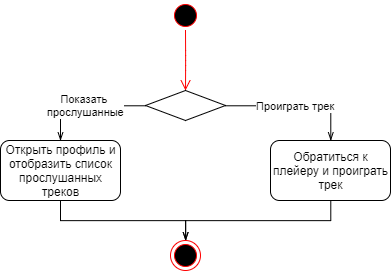 Показать
прослушанные
Проиграть трек
Открыть профиль и
отобразить список
прослушанных
треков
Обратиться к
плейеру и проиграть
трек